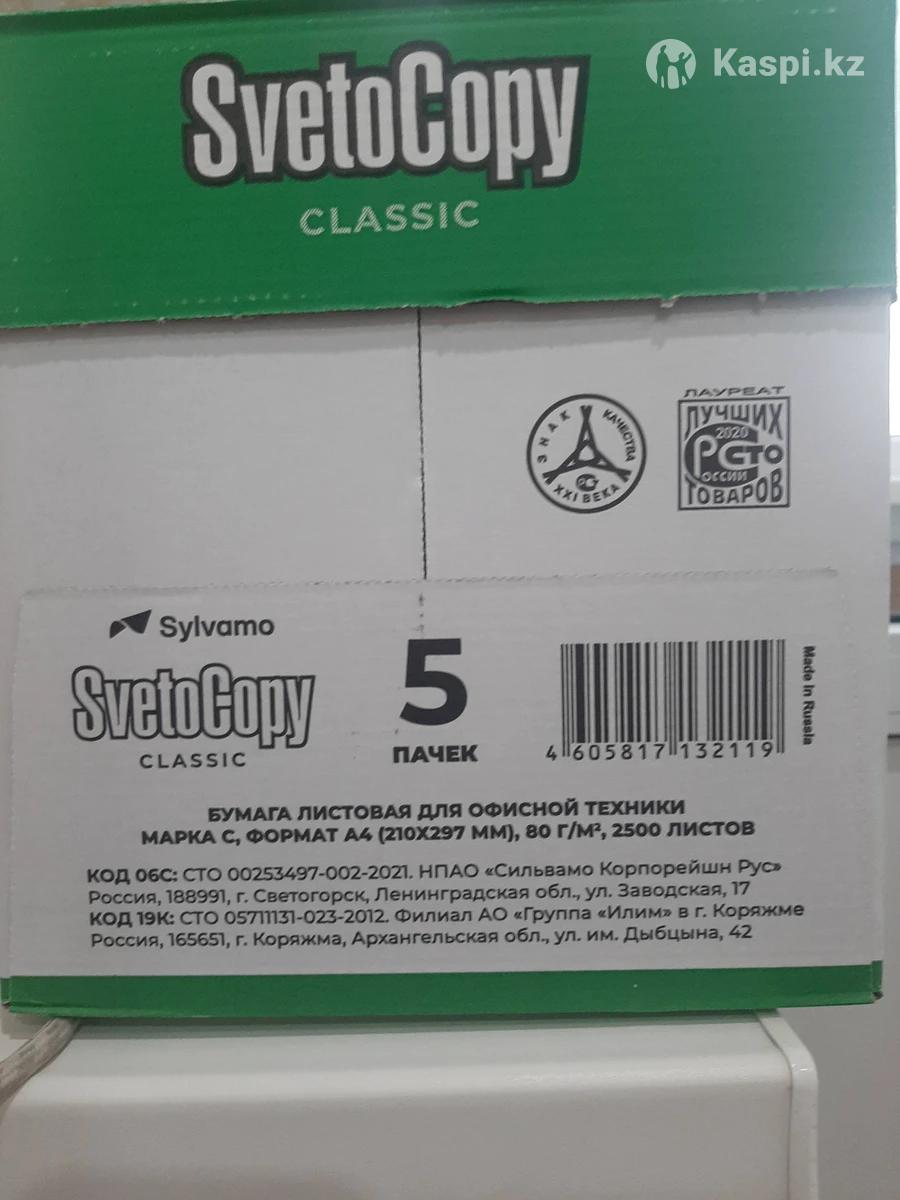 Kaspi.kz
SvetoCopy
CLASSIC
ЗНАК КАЧЕСТВА
XXI ВЕКА
ЛАУРЕАТ
ЛУЧШИХ
2020
СТО
РОССИИ
ТОВАРОВ
Sylvamo
SvetoCopy
CLASSIC
5
ПАЧЕК
4 605817 132119
Made in Russia
БУМАГА ЛИСТОВАЯ ДЛЯ ОФИСНОЙ ТЕХНИКИ
МАРКА С, ФОРМАТ А4 (210Х297 ММ), 80 Г/М², 2500 ЛИСТОВ
КОД 06С: СТО 00253497-002-2021. НПАО «Сильвамо Корпорейшн Рус»
Россия, 188991, г. Светогорск, Ленинградская обл., ул. Заводская, 17
КОД 19К: СТО 05711131-023-2012. Филиал АО «Группа «Илим» в г. Коряжме
Россия, 165651, г. Коряжма, Архангельская обл., ул. им. Дыбцына, 42